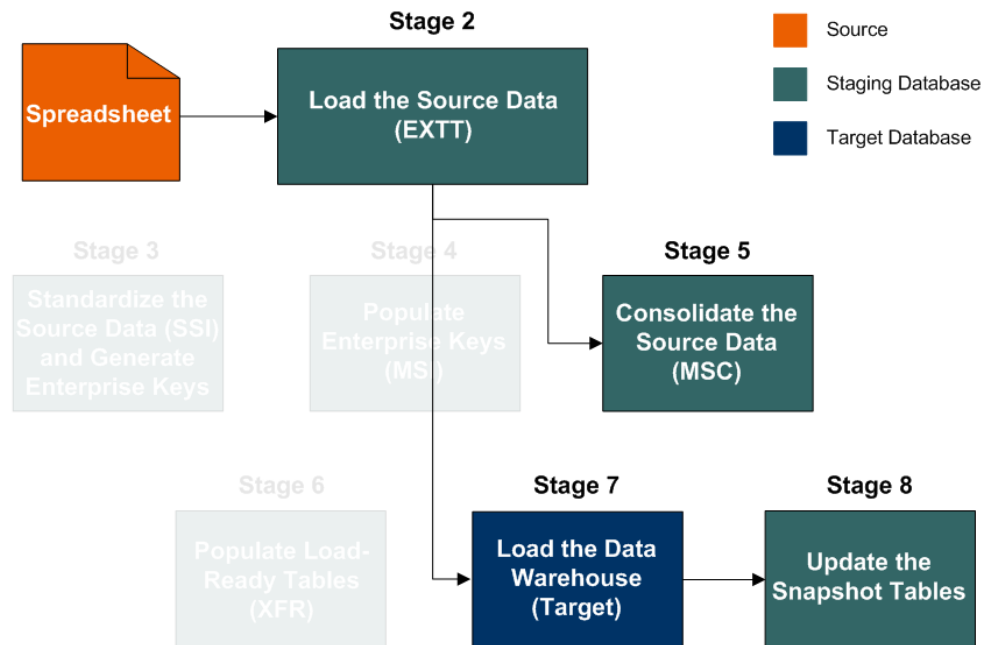 Stage 2
Source
Spreadsheet
Load the Source Data
(EXTT)
Staging Database
Target Database
Stage 3
Stage 4
Stage 5
Standardize the
Source Data (SSI)
and Generate
Enterprise Keys
Populate
Enterprise Keys
(MSI)
Consolidate the
Source Data
(MSC)
Stage 6
Stage 7
Stage 8
Populate Load-
Ready Tables
(XFR)
Load the Data
Warehouse
(Target)
Update the
Snapshot Tables